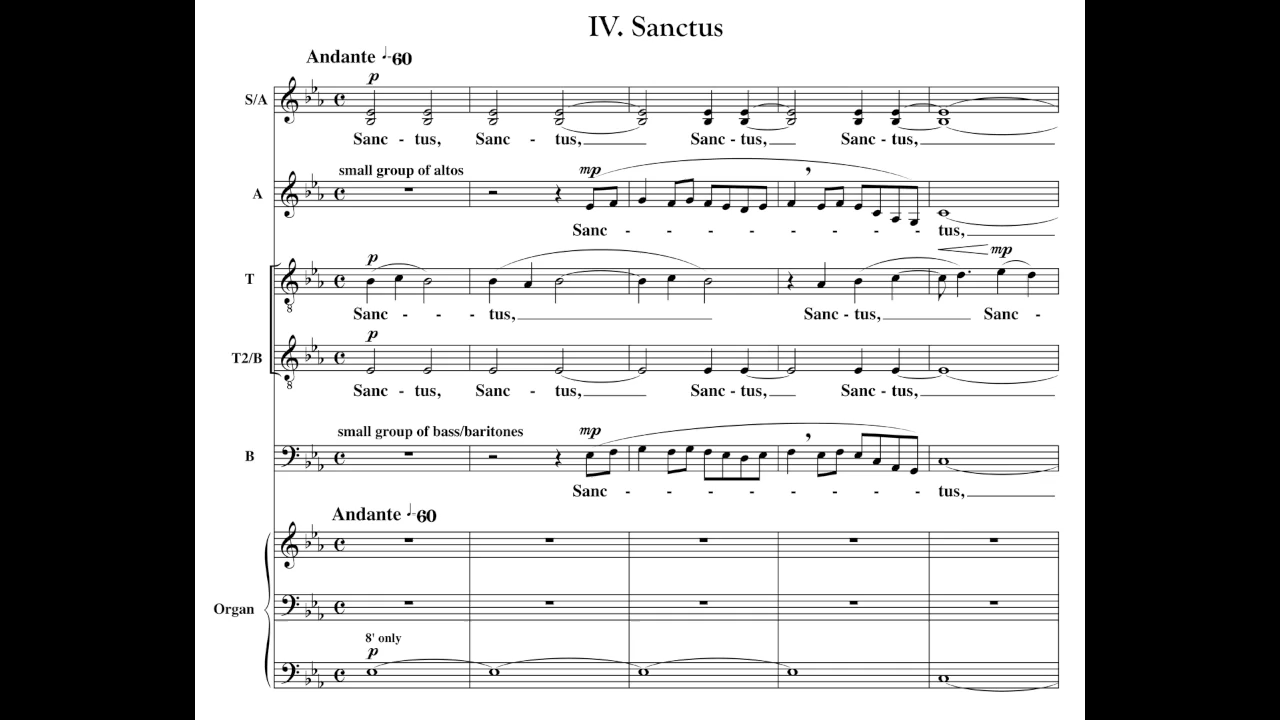 IV. Sanctus
Andante ♩=60
p
S/A
Sanc - tus, Sanc - tus, Sanc - tus, Sanc - tus,
small group of altos
mp
A
Sanc - - - - - - - - tus,
p
mp
T
8
Sanc - - - tus, Sanc - tus, Sanc -
p
T2/B
8
Sanc - tus, Sanc - tus, Sanc - tus, Sanc - tus,
small group of bass/baritones
mp
B
Sanc - - - - - - - - tus,
Andante ♩=60
Organ
8' only
p